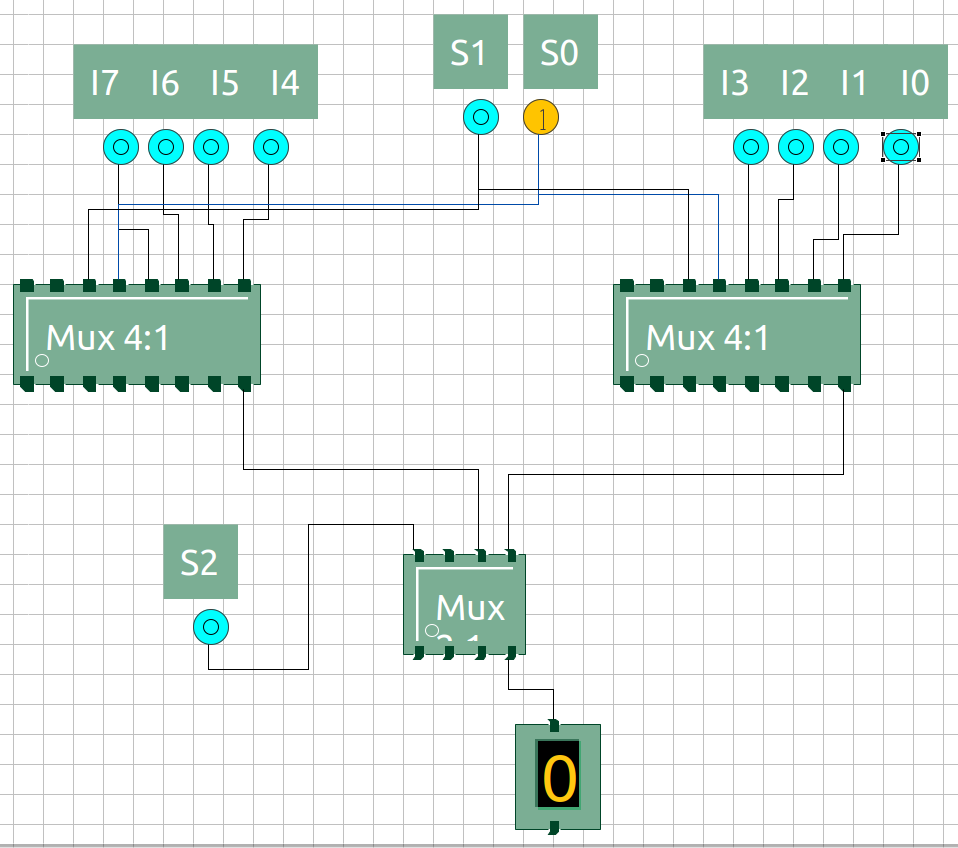 S1 S0
I7 I6 I5 I4
I3 I2 I1 I0
1
Mux 4:1
Mux 4:1
S2
Mux
0